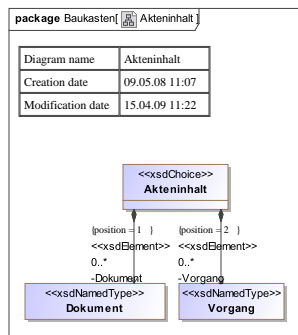 package Baukasten[ Akteninhalt ]
Diagram name Akteninhalt
Creation date 09.05.08 11:07
Modification date 15.04.09 11:22
<<xsdChoice>>
Akteninhalt
{position = 1 } {position = 2 }
<<xsdElement>> <<xsdElement>>
0..* 0..*
-Dokument -Vorgang
<<xsdNamedType>> <<xsdNamedType>>
Dokument Vorgang